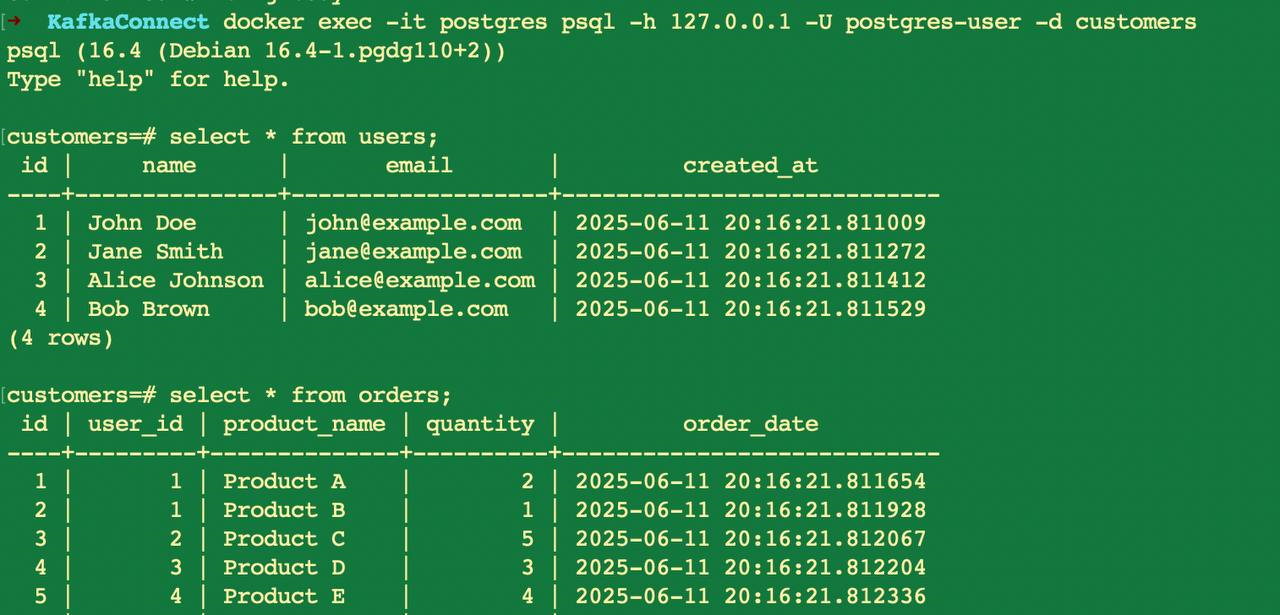 [→  KafkaConnect docker exec -it postgres psql -h 127.0.0.1 -U postgres-user -d customers
psql (16.4 (Debian 16.4-1.pgdg110+2))
Type "help" for help.

[customers=# select * from users;
 id |     name      |       email       |         created_at
----+---------------+-------------------+----------------------------
  1 | John Doe      | john@example.com  | 2025-06-11 20:16:21.811009
  2 | Jane Smith    | jane@example.com  | 2025-06-11 20:16:21.811272
  3 | Alice Johnson | alice@example.com | 2025-06-11 20:16:21.811412
  4 | Bob Brown     | bob@example.com   | 2025-06-11 20:16:21.811529
(4 rows)

[customers=# select * from orders;
 id | user_id | product_name | quantity |         order_date
----+---------+--------------+----------+----------------------------
  1 |       1 | Product A    |        2 | 2025-06-11 20:16:21.811654
  2 |       1 | Product B    |        1 | 2025-06-11 20:16:21.811928
  3 |       2 | Product C    |        5 | 2025-06-11 20:16:21.812067
  4 |       3 | Product D    |        3 | 2025-06-11 20:16:21.812204
  5 |       4 | Product E    |        4 | 2025-06-11 20:16:21.812336